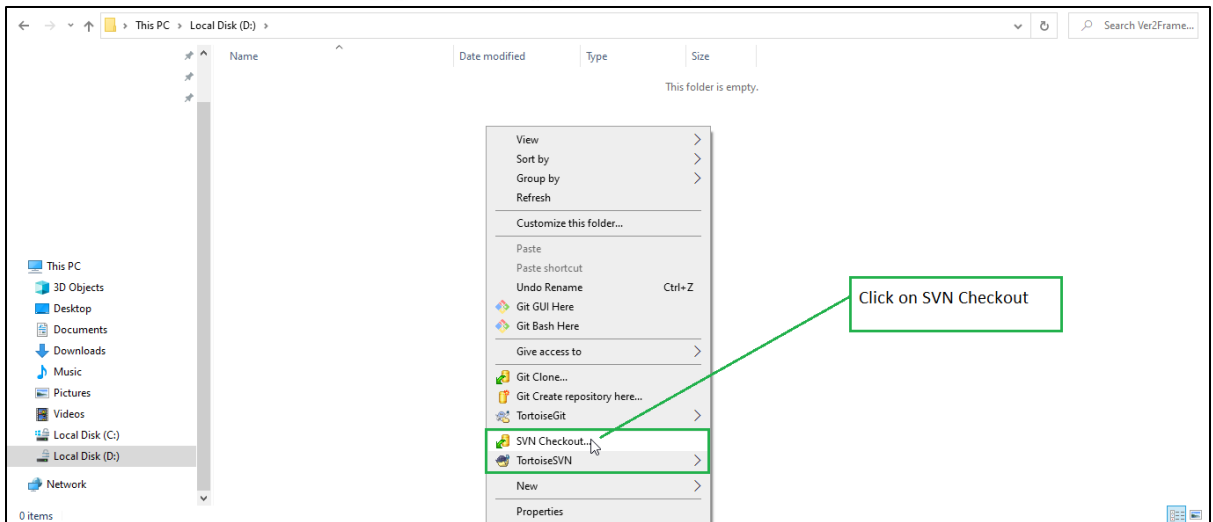 This PC > Local Disk (D:) >
Search Ver2Frame...
Name
Date modified
Type
Size
This folder is empty.
View
Sort by
Group by
Refresh
Customize this folder...
Paste
Paste shortcut
Undo Rename Ctrl+Z
Git GUI Here
Git Bash Here
Give access to
Git Clone...
Git Create repository here...
TortoiseGit
SVN Checkout...
TortoiseSVN
New
Properties
Click on SVN Checkout
This PC
3D Objects
Desktop
Documents
Downloads
Music
Pictures
Videos
Local Disk (C:)
Local Disk (D:)
Network
0 items